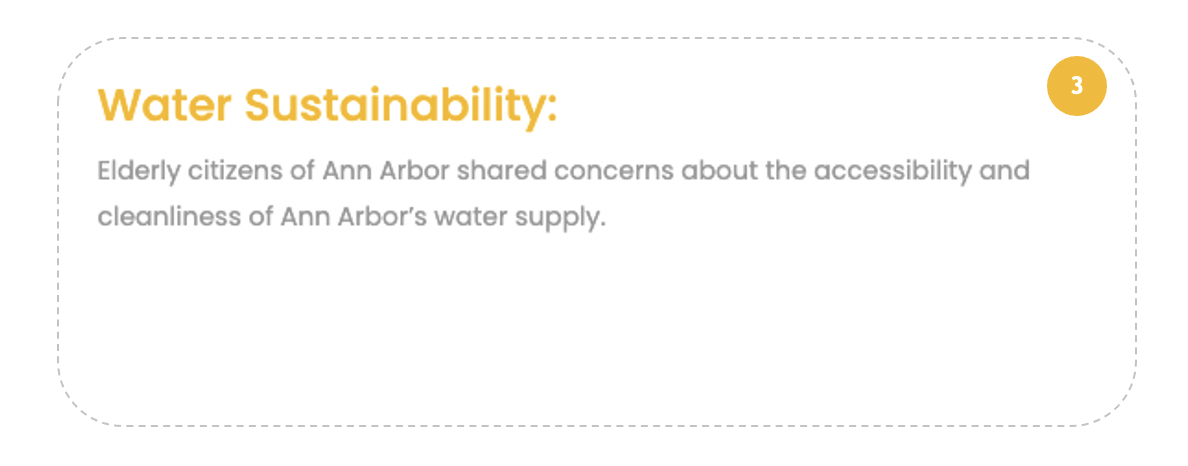 Water Sustainability:
3
Elderly citizens of Ann Arbor shared concerns about the accessibility and
cleanliness of Ann Arbor’s water supply.